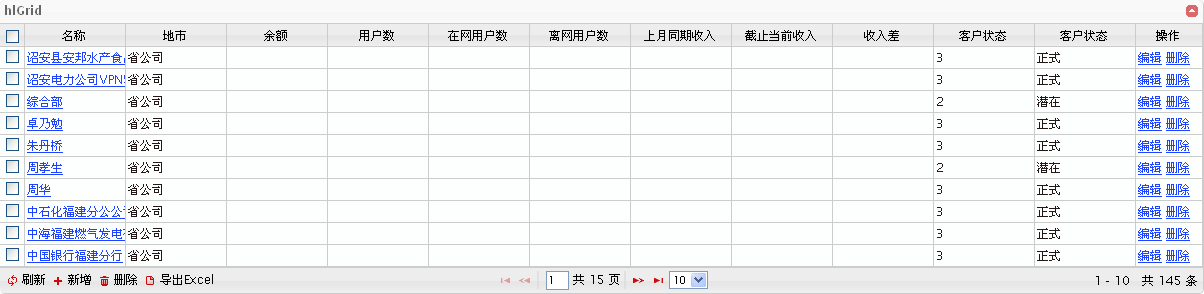 hlGrid
名称 地市 余额 用户数 在网用户数 离网用户数 上月同期收入 截止当前收入 收入差 客户状态 客户状态 操作
诏安县安邦水产食 省公司 3 正式 编辑 删除
诏安电力公司VPN 省公司 3 正式 编辑 删除
综合部 省公司 2 潜在 编辑 删除
卓乃勉 省公司 3 正式 编辑 删除
朱丹桥 省公司 3 正式 编辑 删除
周孝生 省公司 2 潜在 编辑 删除
周华 省公司 3 正式 编辑 删除
中石化福建分公公 省公司 3 正式 编辑 删除
中海福建燃气发电 省公司 3 正式 编辑 删除
中国银行福建分行 省公司 3 正式 编辑 删除
刷新 新增 删除 导出Excel 1 共 15 页 10 1 - 10 共 145 条